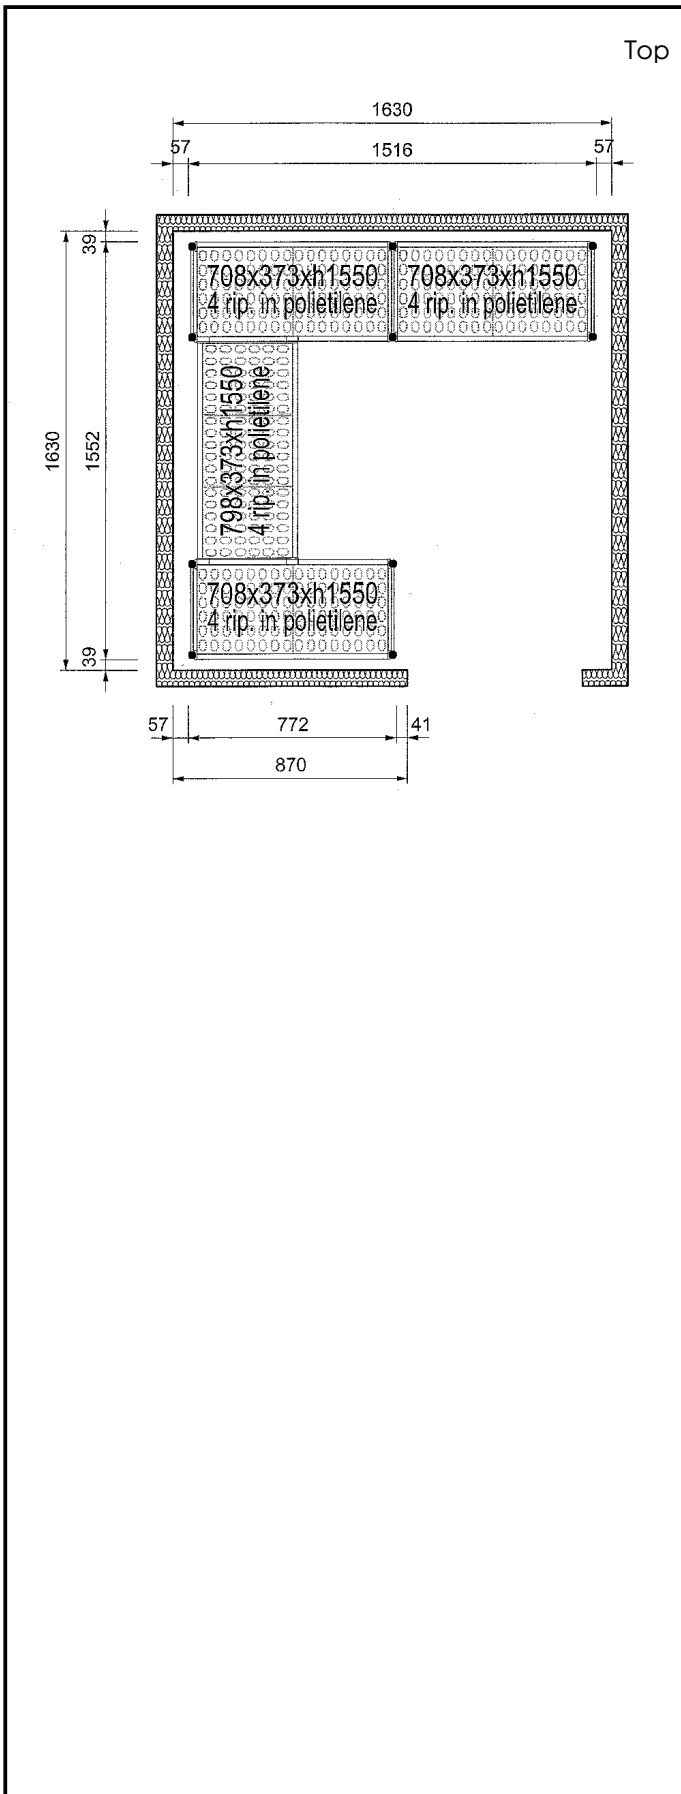 Top
1630
57 1516 57
39
708x373xh1550 708x373xh1550
4 rip. in polietilene 4 rip. in polietilene
1630
1552
798x373xh1550
4 rip. in polietilene
708x373xh1550
4 rip. in polietilene
39
57 772 41
870